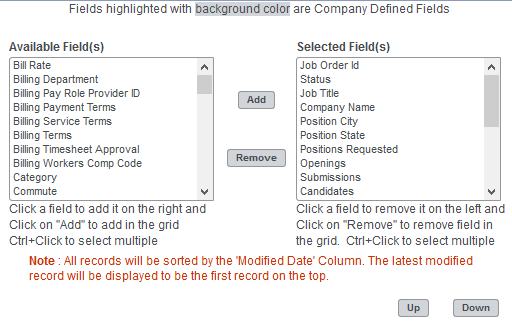 Fields highlighted with background color are Company Defined Fields
Available Field(s)
Bill Rate
Billing Department
Billing Pay Role Provider ID
Billing Payment Terms
Billing Service Terms
Billing Terms
Billing Timesheet Approval
Billing Workers Comp Code
Category
Commute
Click a field to add it on the right and
Click on "Add" to add in the grid
Ctrl+Click to select multiple
Add
Remove
Selected Field(s)
Job Order Id
Status
Job Title
Company Name
Position City
Position State
Positions Requested
Openings
Submissions
Candidates
Click a field to remove it on the left and
Click on "Remove" to remove field in
the grid. Ctrl+Click to select multiple
Note : All records will be sorted by the 'Modified Date' Column. The latest modified
record will be displayed to be the first record on the top.
Up
Down